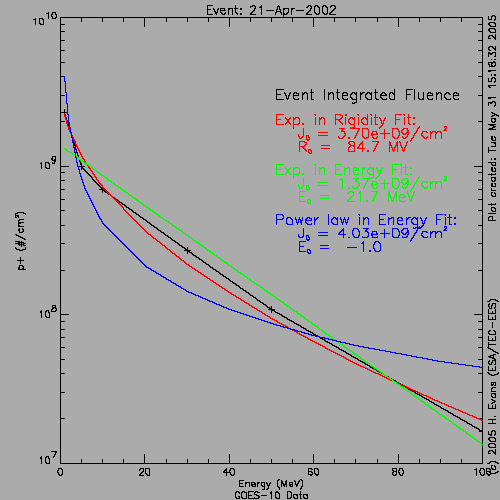 Event: 21-Apr-2002
10^10
10^9
10^8
10^7
p+ (#/cm²)
Event Integrated Fluence
Exp. in Rigidity Fit:
J₀ = 3.70e+09/cm²
R₀ = 84.7 MV
Exp. in Energy Fit:
J₀ = 1.37e+09/cm²
E₀ = 21.7 MeV
Power law in Energy Fit:
J₀ = 4.03e+09/cm²
E₀ = -1.0
0 20 40 60 80 100
Energy (MeV)
GOES-10 Data
Plot created: Tue May 31 15:18:32 2005
(c) 2005 H. Evans (ESA/TEC-EES)